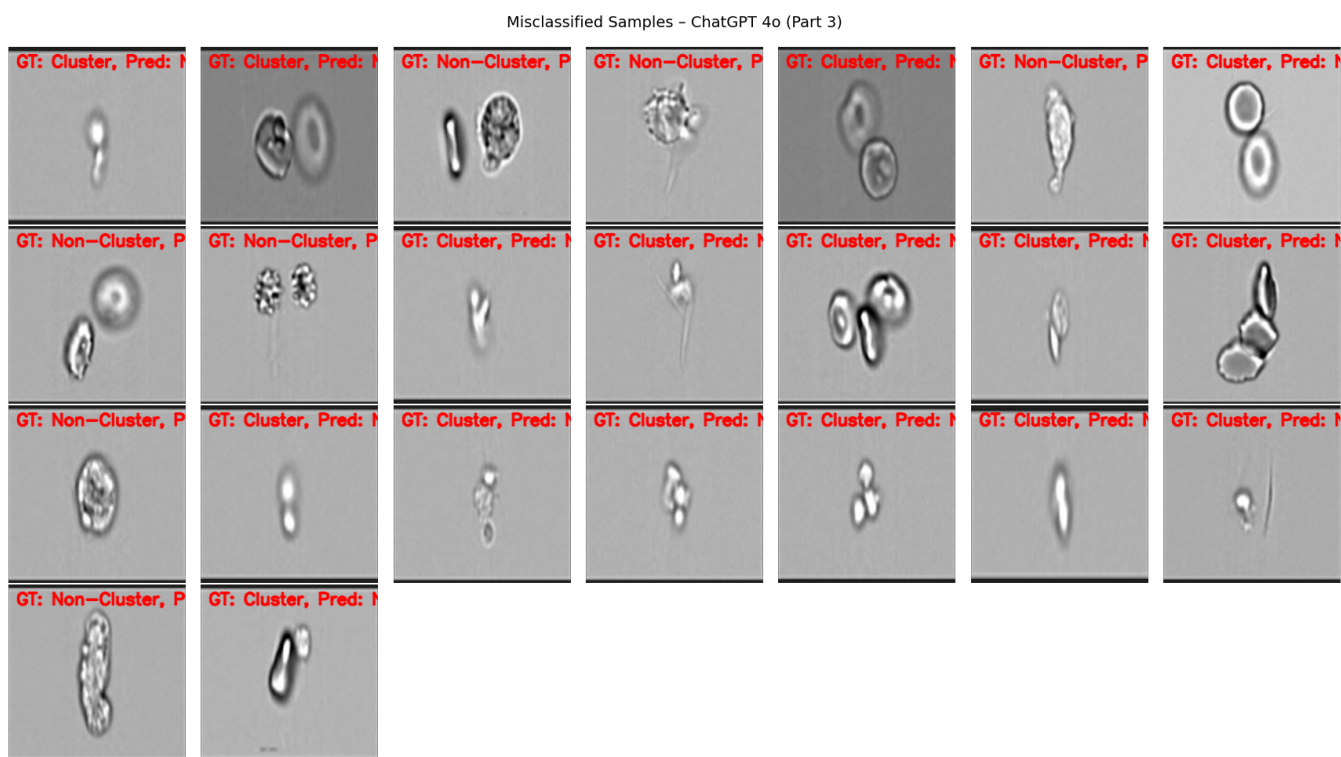 Misclassified Samples – ChatGPT 4o (Part 3)
GT: Cluster, Pred: N
GT: Cluster, Pred: N
GT: Non-Cluster, P
GT: Non-Cluster, P
GT: Cluster, Pred: N
GT: Non-Cluster, P
GT: Cluster, Pred: N
GT: Non-Cluster, P
GT: Non-Cluster, P
GT: Cluster, Pred: N
GT: Cluster, Pred: N
GT: Cluster, Pred: N
GT: Cluster, Pred: N
GT: Cluster, Pred: N
GT: Non-Cluster, P
GT: Cluster, Pred: N
GT: Cluster, Pred: N
GT: Cluster, Pred: N
GT: Cluster, Pred: N
GT: Cluster, Pred: N
GT: Cluster, Pred: N
GT: Non-Cluster, P
GT: Cluster, Pred: N